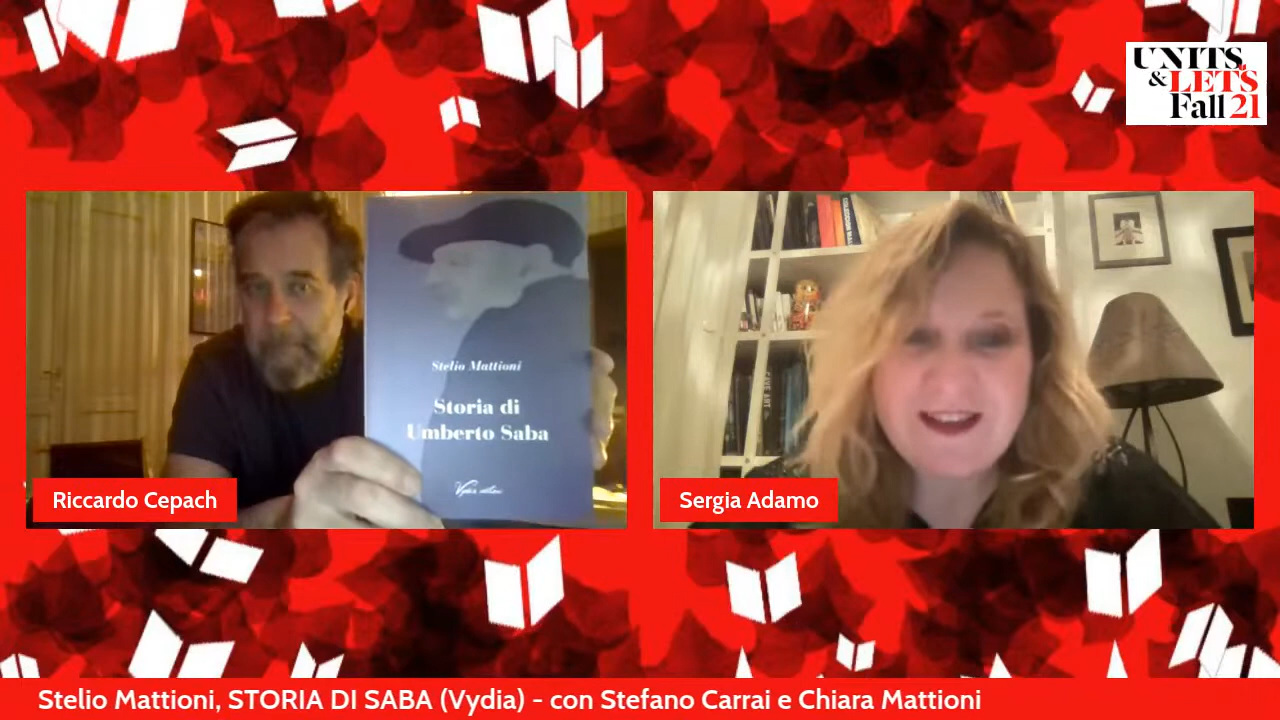 UNITS
& LETS
Fall 21
Stelio Mattioni
Storia di
Umberto Saba
Vydia editore
Riccardo Cepach
Sergia Adamo
Stelio Mattioni, STORIA DI SABA (Vydia) - con Stefano Carrai e Chiara Mattioni